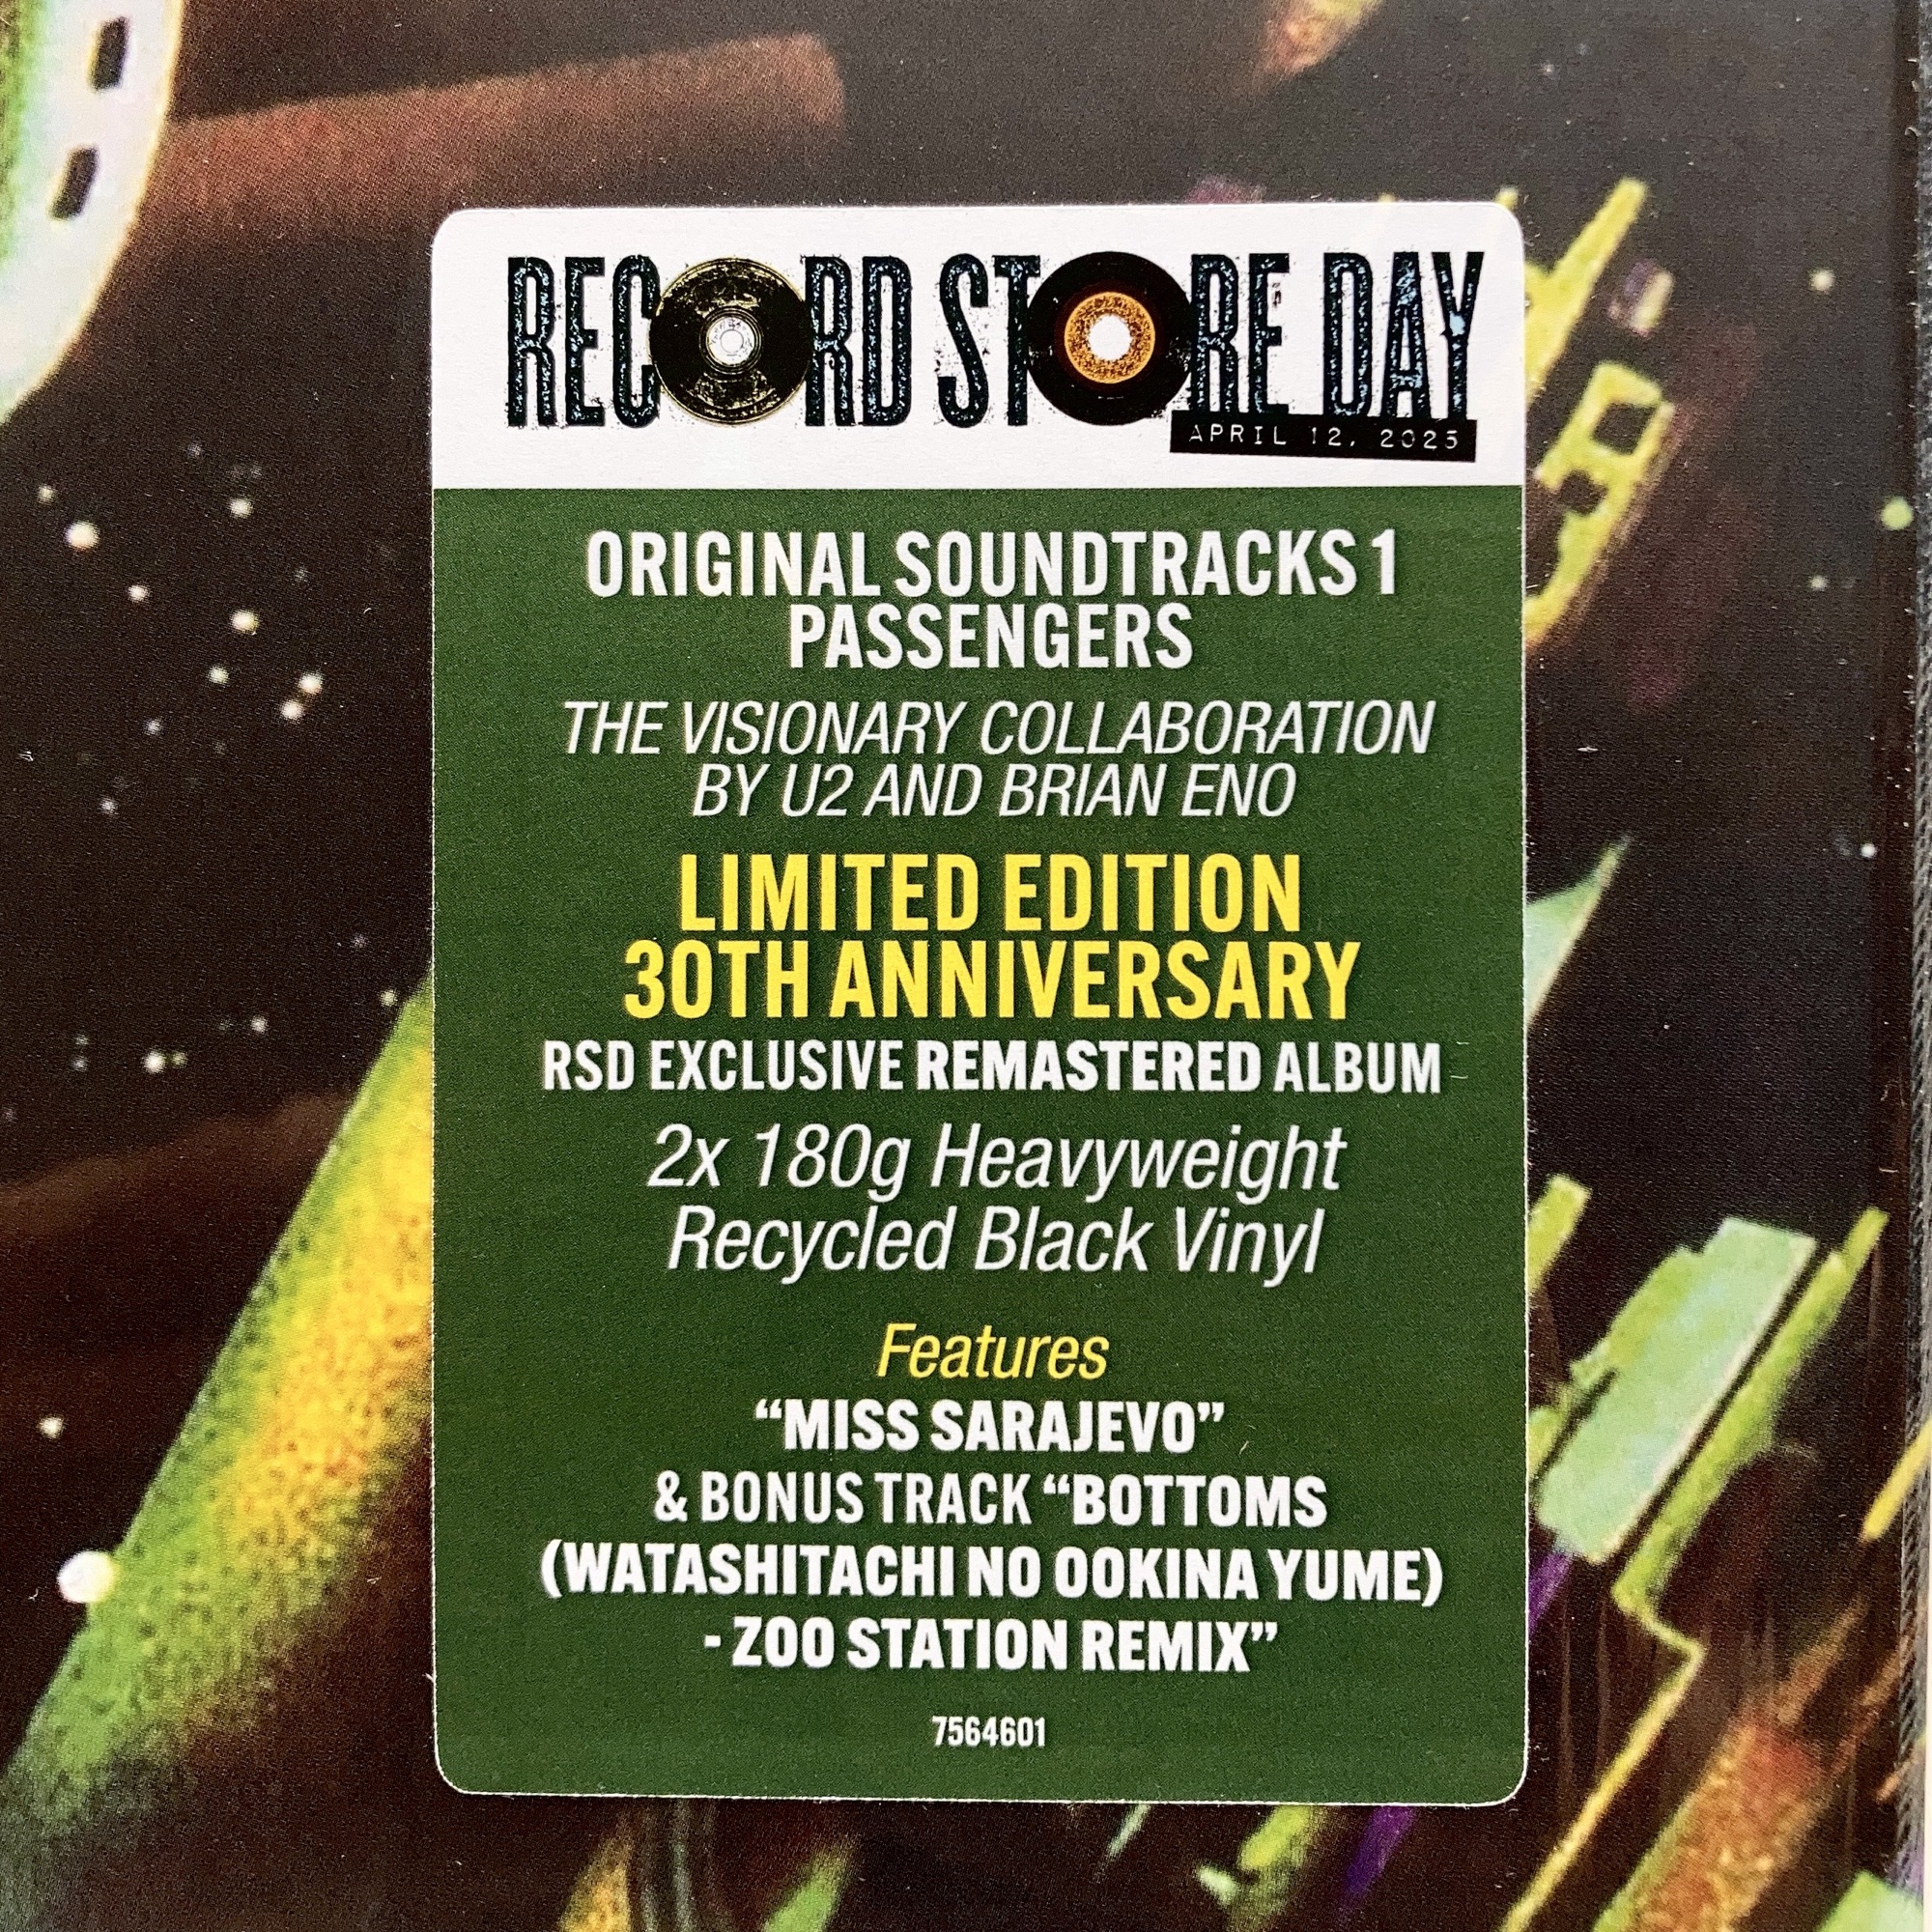 RECORD STORE DAY
APRIL 12, 2025
ORIGINAL SOUNDTRACKS 1
PASSENGERS
THE VISIONARY COLLABORATION
BY U2 AND BRIAN ENO
LIMITED EDITION
30TH ANNIVERSARY
RSD EXCLUSIVE REMASTERED ALBUM
2x 180g Heavyweight
Recycled Black Vinyl
Features
“MISS SARAJEVO”
& BONUS TRACK “BOTTOMS
(WATASHITACHI NO OOKINA YUME)
- ZOO STATION REMIX”
7564601